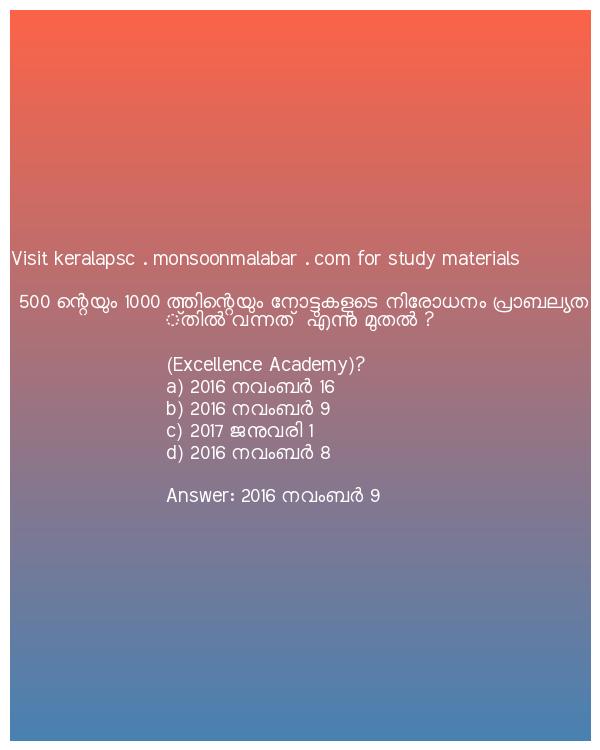 Visit keralapsc . monsoonmalabar . com for study materials
500 ന്റെയും 1000 ത്തിന്റെയും നോട്ടുകളുടെ നിരോധനം പ്രാബല്യത
്തിൽ വന്നത് എന്നു മുതൽ ?
(Excellence Academy)?
a) 2016 നവംബർ 16
b) 2016 നവംബർ 9
c) 2017 ജനുവരി 1
d) 2016 നവംബർ 8
Answer: 2016 നവംബർ 9